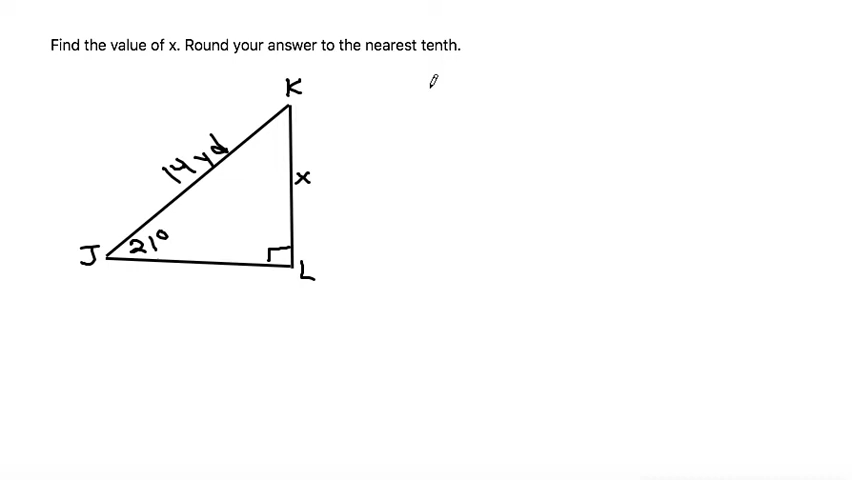 Find the value of x. Round your answer to the nearest tenth.
K
14 yd
x
21°
J
L